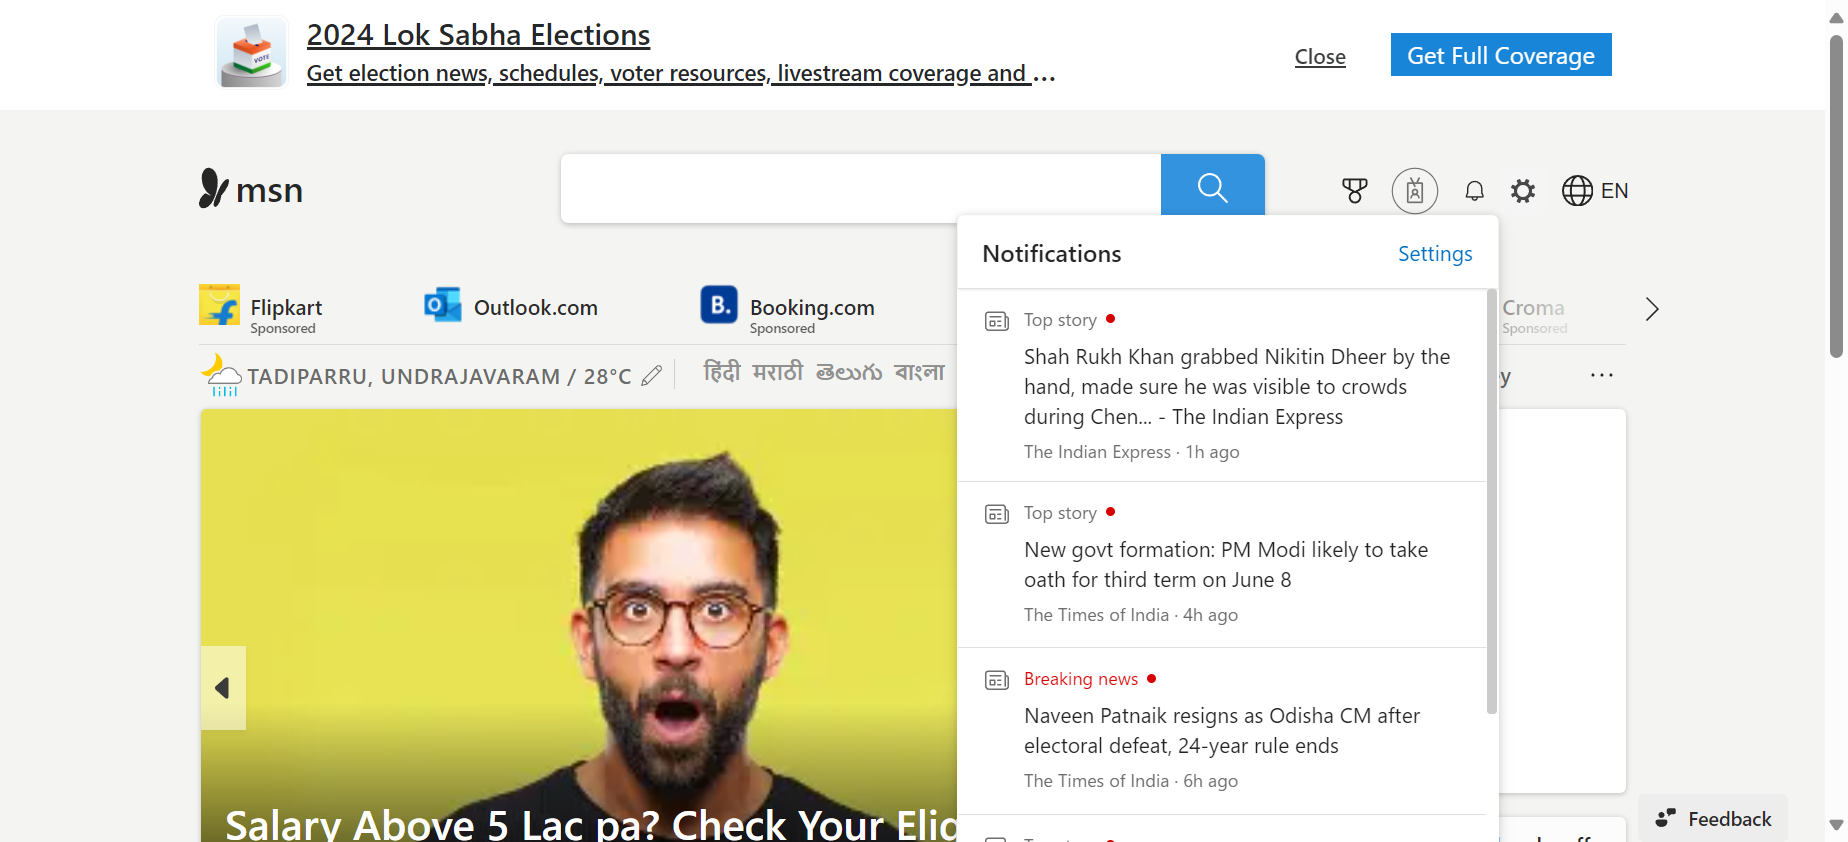 2024 Lok Sabha Elections
Get election news, schedules, voter resources, livestream coverage and ...
Close
Get Full Coverage
VOTE
msn
EN
Notifications
Settings
Flipkart
Sponsored
Outlook.com
B.
Booking.com
Sponsored
Croma
Sponsored
TADIPARRU, UNDRAJAVARAM / 28°C
हिंदी मराठी తెలుగు বাংলা
y
...
Top story
Shah Rukh Khan grabbed Nikitin Dheer by the
hand, made sure he was visible to crowds
during Chen... - The Indian Express
The Indian Express · 1h ago
Top story
New govt formation: PM Modi likely to take
oath for third term on June 8
The Times of India · 4h ago
Breaking news
Naveen Patnaik resigns as Odisha CM after
electoral defeat, 24-year rule ends
The Times of India · 6h ago
Salary Above 5 Lac pa? Check Your Elig
Feedback